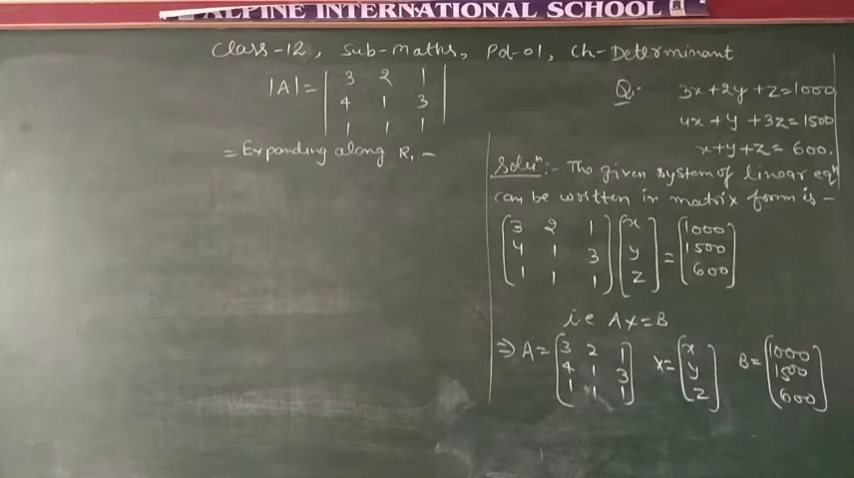 ALPINE INTERNATIONAL SCHOOL
Class-12, Sub-maths, Pd-01, Ch-Determinant
|A| = | 3 2 1 |
| 4 1 3 |
| 1 1 1 |
= Expanding along R₁ –
Q.- 3x+2y+z=1000
4x+y+3z=1500
x+y+z=600.
Soluⁿ:- The given system of linear eqⁿ
can be written in matrix form is –
[3 2 1] [x] [1000]
[4 1 3] [y] = [1500]
[1 1 1] [z] [600]
i.e AX=B
⇒ A= [3 2 1] X= [x] B= [1000]
[4 1 3] [y] [1500]
[1 1 1] [z] [600]